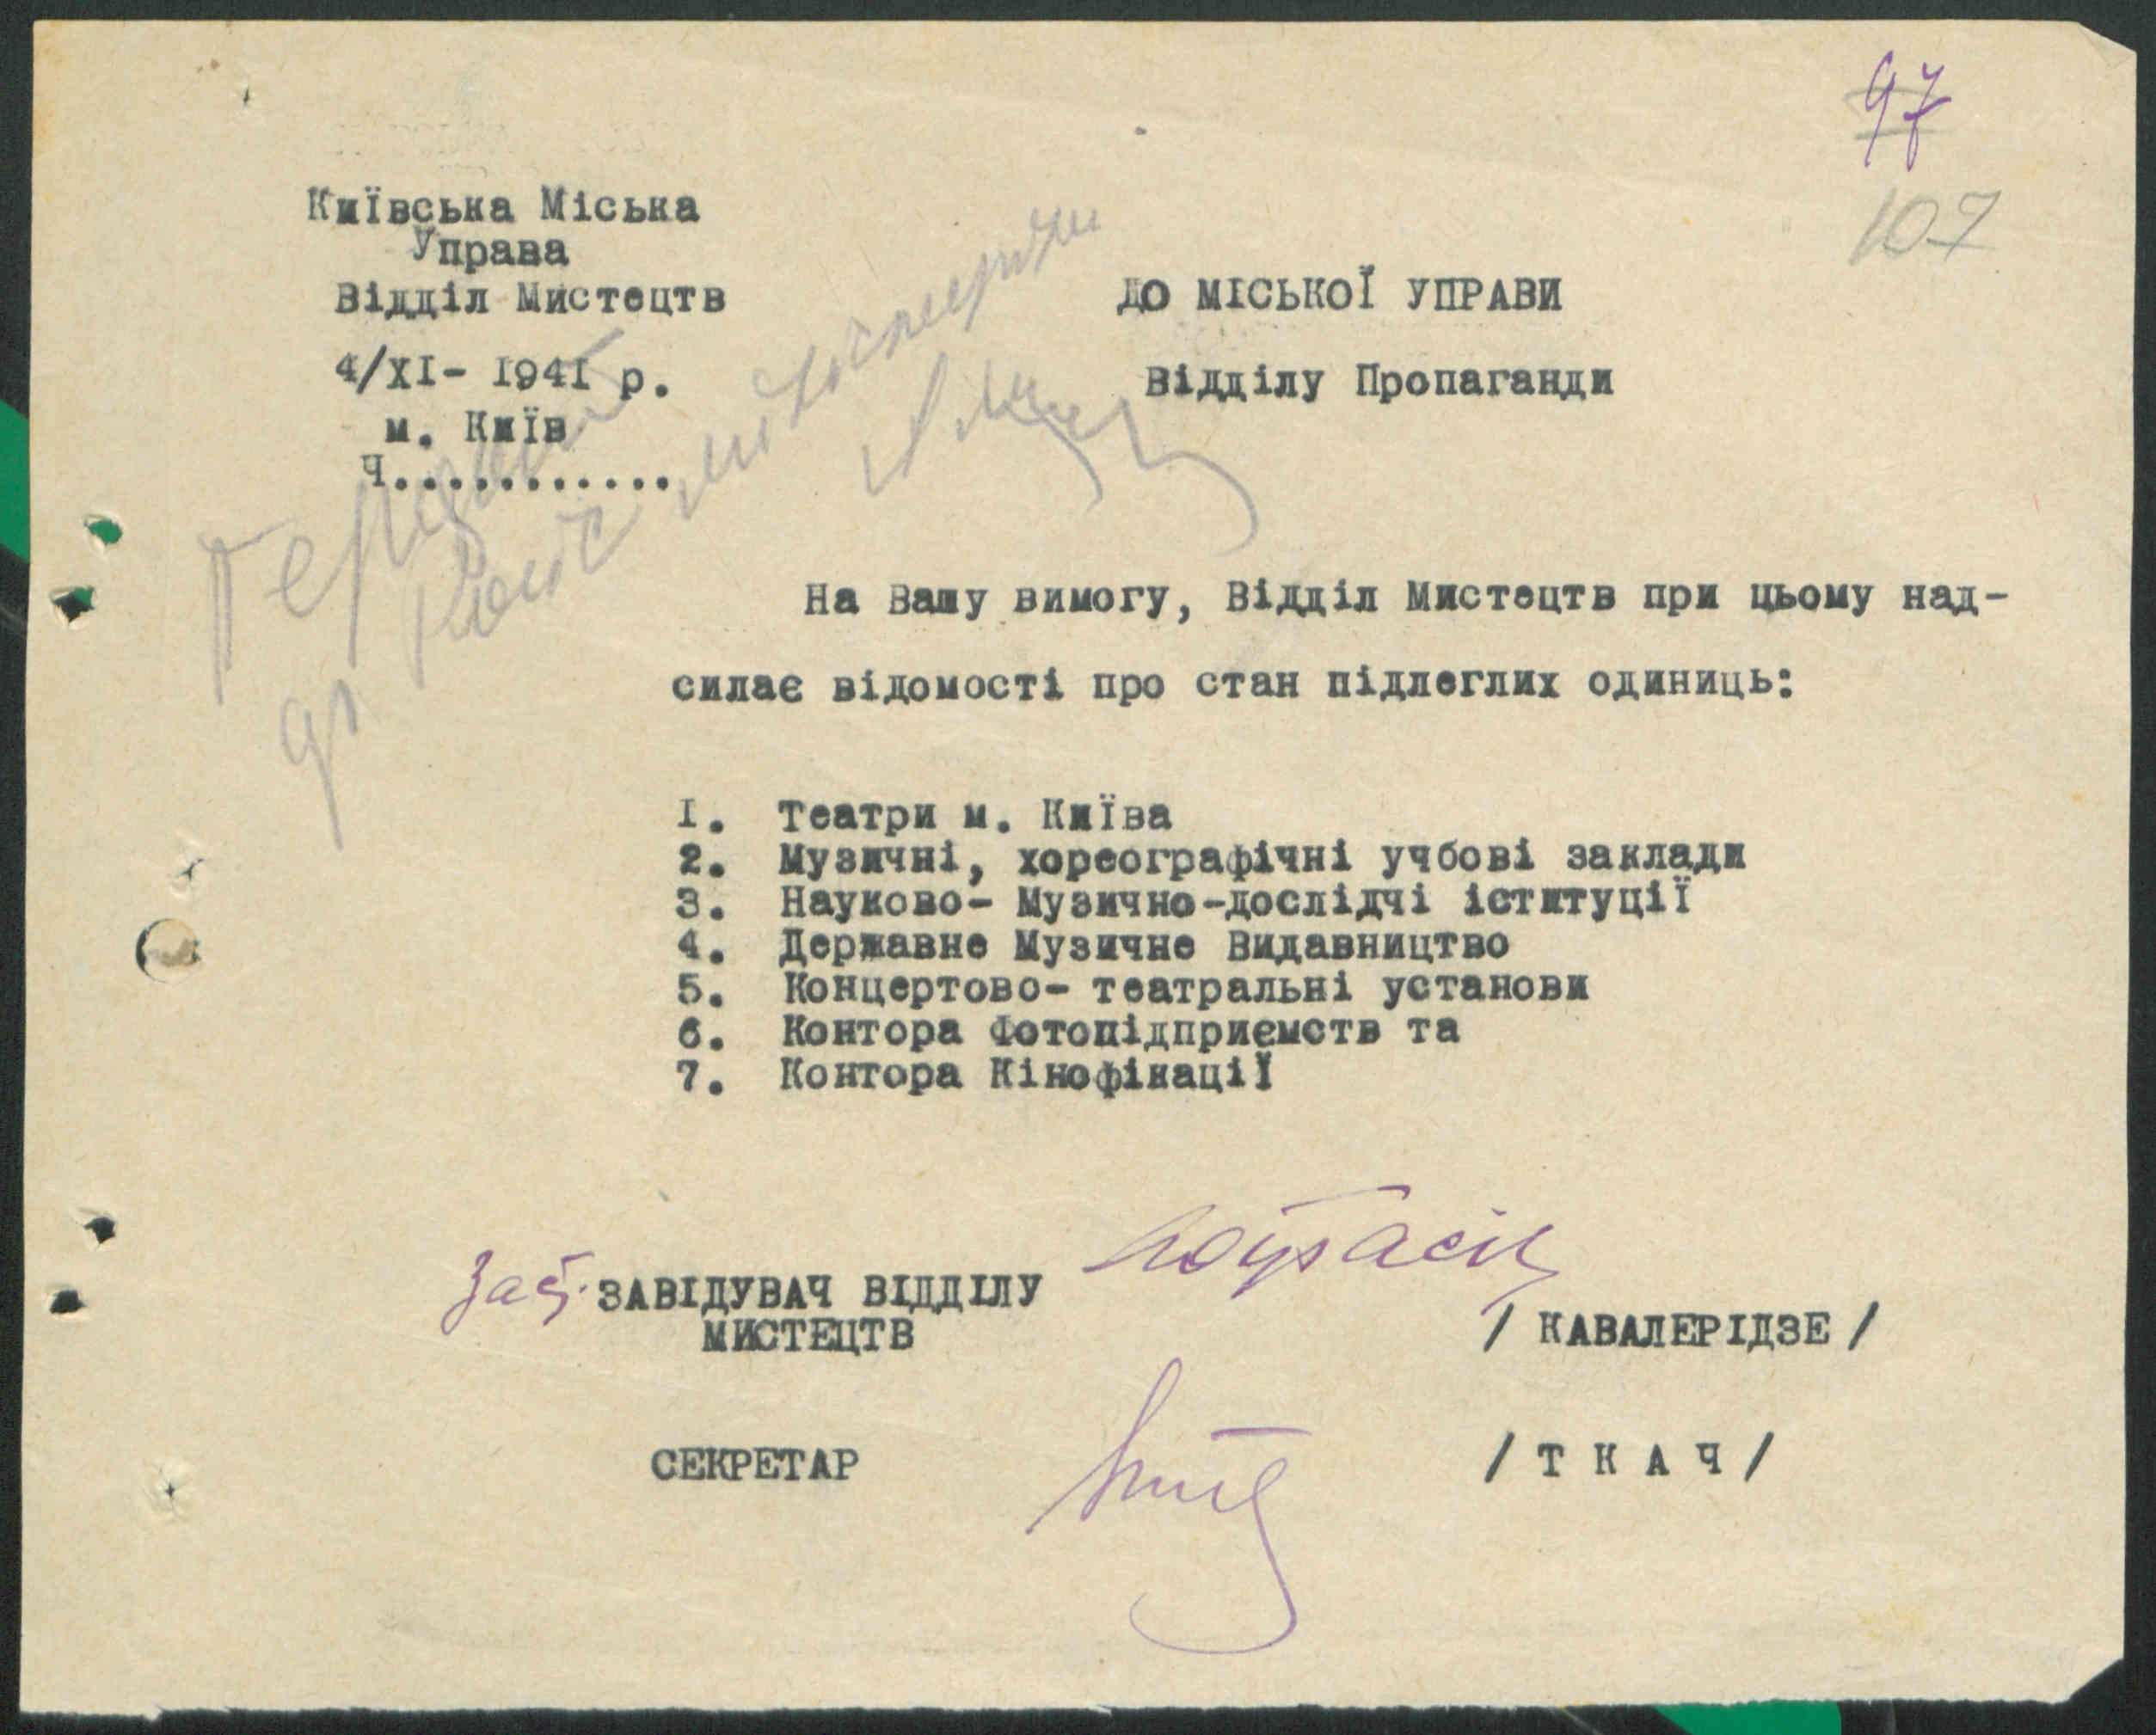 97
107
Київська Міська
Управа
Відділ Мистецтв
4/XI- 1941 р.
м. Київ
Ч............
ДО МІСЬКОЇ УПРАВИ
Відділу Пропаганди
На Вашу вимогу, Відділ Мистецтв при цьому над-
силає відомості про стан підлеглих одиниць:
I. Театри м. Київа
2. Музичні, хореографічні учбові заклади
3. Науково- Музично-дослідчі іституції
4. Державне Музичне Видавництво
5. Концертово- театральні установи
6. Контора Фотопідприємств та
7. Контора Кінофікації
Заст. ЗАВІДУВАЧ ВІДДІЛУ
МИСТЕЦТВ
/ КАВАЛЕРІДЗЕ /
СЕКРЕТАР
/ Т К А Ч /